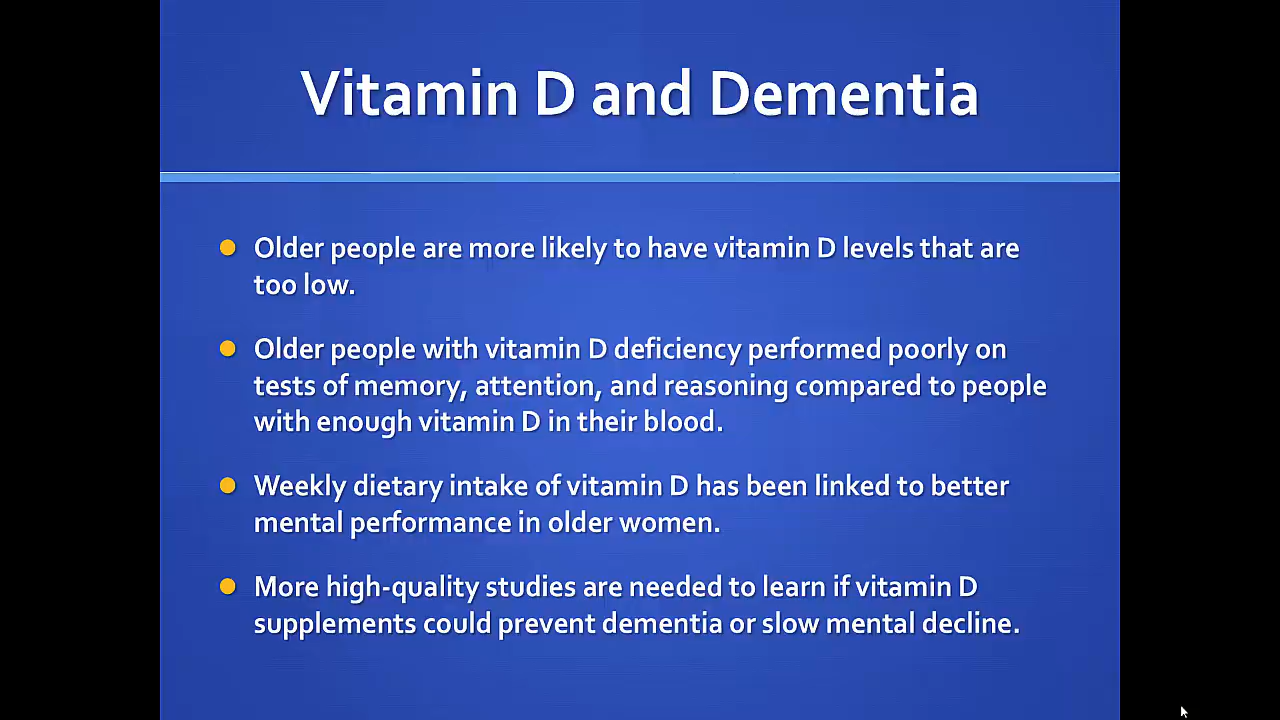 Vitamin D and Dementia
Older people are more likely to have vitamin D levels that are
too low.
Older people with vitamin D deficiency performed poorly on
tests of memory, attention, and reasoning compared to people
with enough vitamin D in their blood.
Weekly dietary intake of vitamin D has been linked to better
mental performance in older women.
More high-quality studies are needed to learn if vitamin D
supplements could prevent dementia or slow mental decline.